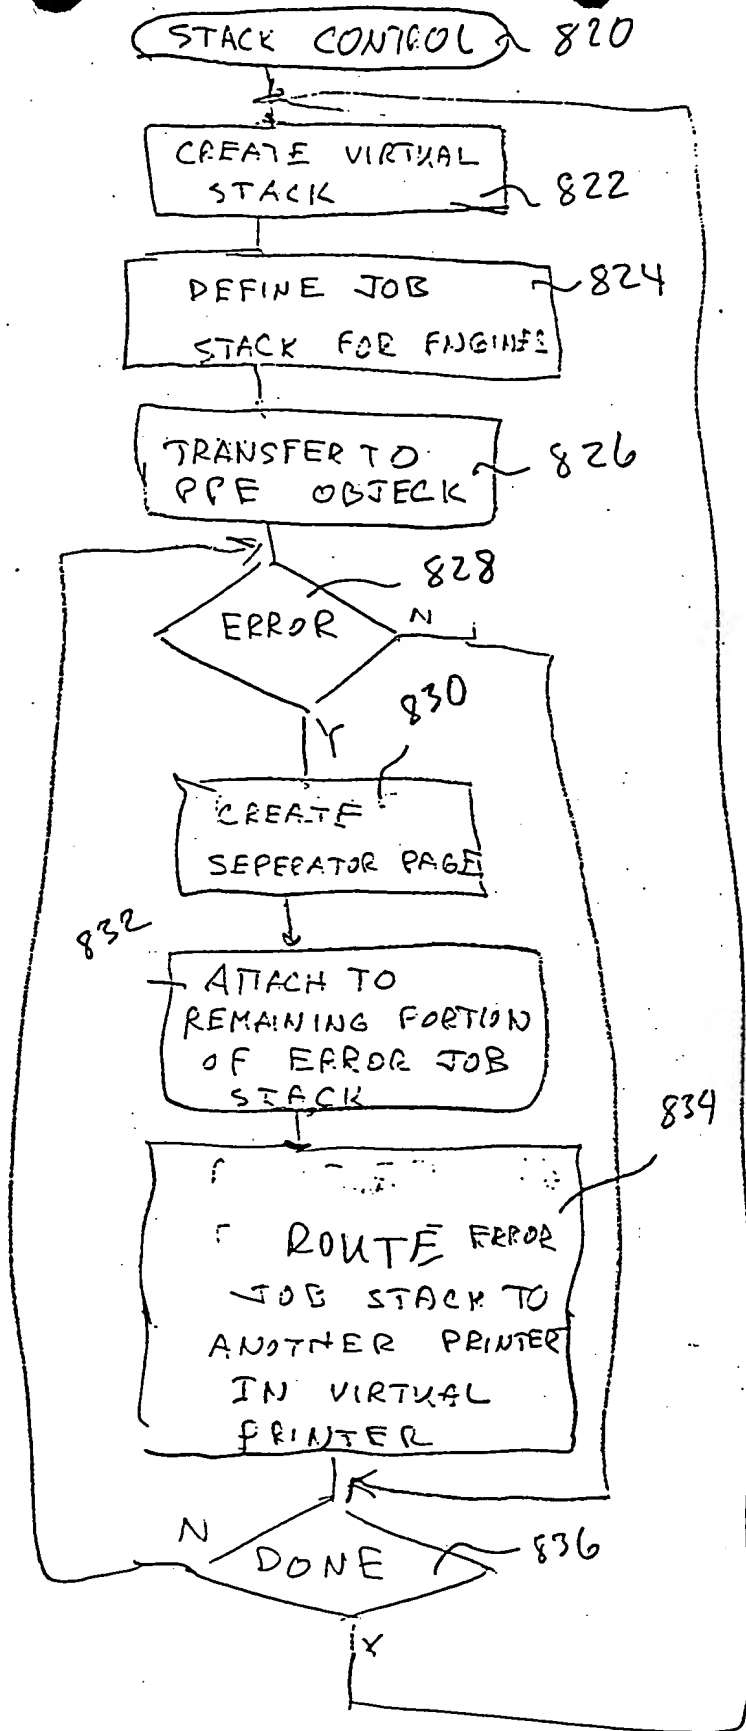 STACK CONTROL 820
CREATE VIRTUAL
STACK 822
DEFINE JOB 824
STACK FOR ENGINES
TRANSFER TO
PPE OBJECK 826
828
ERROR N
830
Y
CREATE
SEPERATOR PAGE
832
ATTACH TO
REMAINING PORTION
OF ERROR JOB
STACK
834
ROUTE ERROR
JOB STACK TO
ANOTHER PRINTER
IN VIRTUAL
PRINTER
N
DONE 836
Y